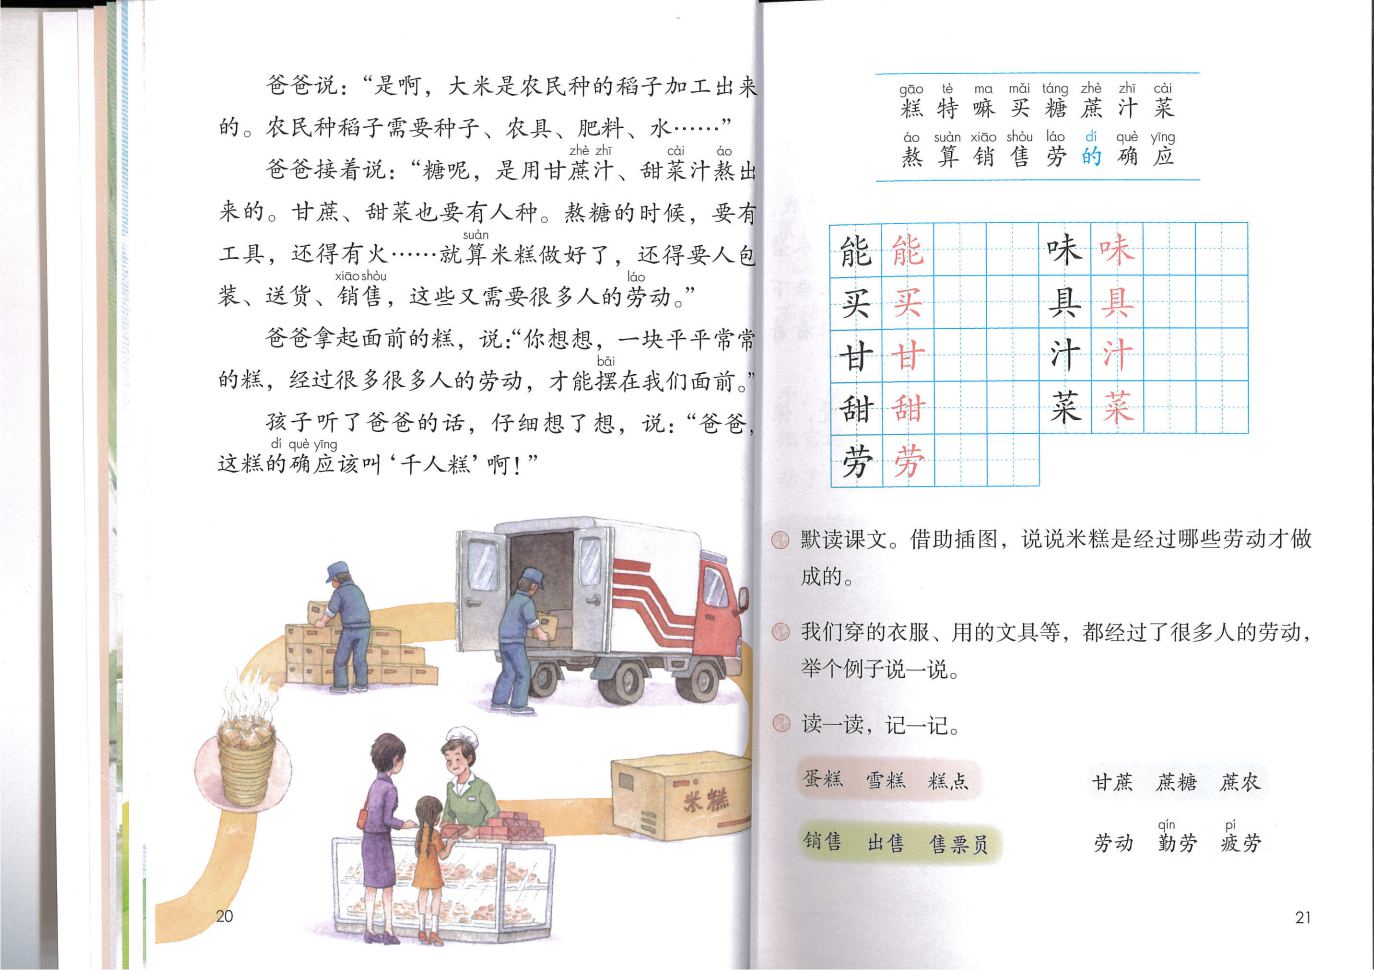 爸爸说：“是啊，大米是农民种的稻子加工出来
的。农民种稻子需要种子、农具、肥料、水……”
zhè zhī cài áo
爸爸接着说：“糖呢，是用甘蔗汁、甜菜汁熬出
来的。甘蔗、甜菜也要有人种。熬糖的时候，要有
suàn
工具，还得有火……就算米糕做好了，还得要人包
xiāo shòu láo
装、送货、销售，这些又需要很多人的劳动。”
爸爸拿起面前的糕，说：“你想想，一块平平常常
bǎi
的糕，经过很多很多人的劳动，才能摆在我们面前。”
孩子听了爸爸的话，仔细想了想，说：“爸爸，
dí què yīng
这糕的确应该叫‘千人糕’啊！”
米糕
20
gāo tè ma mǎi táng zhè zhī cài
糕 特 嘛 买 糖 蔗 汁 菜
áo suàn xiāo shòu láo dí què yīng
熬 算 销 售 劳 的 确 应
能 能 味 味
买 买 具 具
甘 甘 汁 汁
甜 甜 菜 菜
劳 劳
默读课文。借助插图，说说米糕是经过哪些劳动才做
成的。
我们穿的衣服、用的文具等，都经过了很多人的劳动，
举个例子说一说。
读一读，记一记。
蛋糕 雪糕 糕点 甘蔗 蔗糖 蔗农
qín pí
销售 出售 售票员 劳动 勤劳 疲劳
21